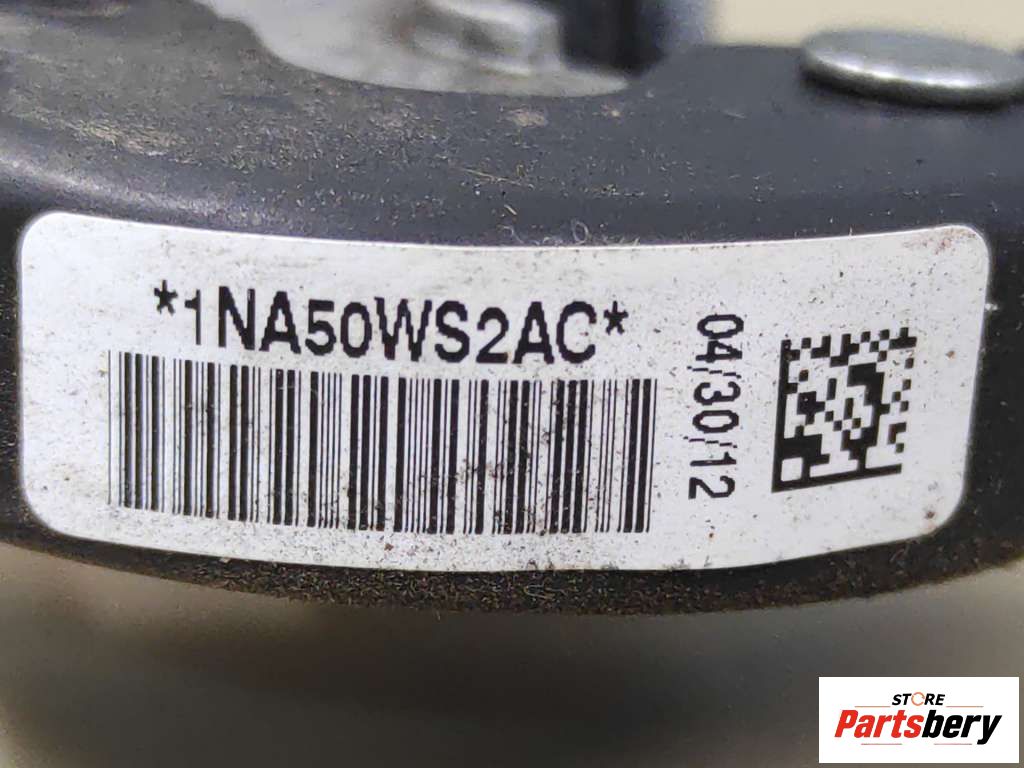 *1NA50WS2AC*
04/30/12
STORE
Partsbery